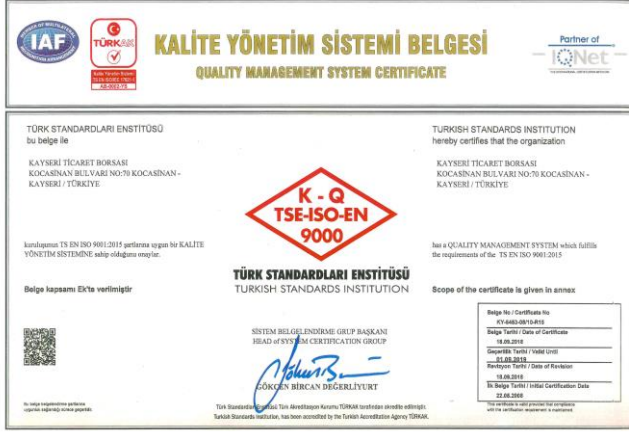 IAF
TÜRKAK
KALİTE YÖNETİM SİSTEMİ BELGESİ
QUALITY MANAGEMENT SYSTEM CERTIFICATE
Partner of
IQNet
TÜRK STANDARDLARI ENSTİTÜSÜ
bu belge ile
KAYSERİ TİCARET BORSASI
KOCASİNAN BULVARI NO:70 KOCASİNAN -
KAYSERİ / TÜRKİYE
kuruluşunun TS EN ISO 9001:2015 şartlarına uygun bir KALİTE
YÖNETİM SİSTEMİNE sahip olduğunu onaylar.
Belge kapsamı Ek'te verilmiştir
K - Q
TSE-ISO-EN
9000
TÜRK STANDARDLARI ENSTİTÜSÜ
TURKISH STANDARDS INSTITUTION
SİSTEM BELGELENDİRME GRUP BAŞKANI
HEAD of SYSTEM CERTIFICATION GROUP
GÖKÇEN BİRCAN DEĞERLİYURT
Türk Standardları Enstitüsü Türk Akreditasyon Kurumu TÜRKAK tarafından akredite edilmiştir.
Turkish Standards Institution, has been accredited by the Turkish Accreditation Agency TÜRKAK.
TURKISH STANDARDS INSTITUTION
hereby certifies that the organization
KAYSERİ TİCARET BORSASI
KOCASİNAN BULVARI NO:70 KOCASİNAN -
KAYSERİ / TÜRKİYE
has a QUALITY MANAGEMENT SYSTEM which fulfills
the requirements of the TS EN ISO 9001:2015
Scope of the certificate is given in annex
Belge No / Certificate No
Belge Tarihi / Date of Certificate
Geçerlilik Tarihi / Valid Until
Revizyon Tarihi / Date of Revision
İlk Belge Tarihi / Initial Certification Date